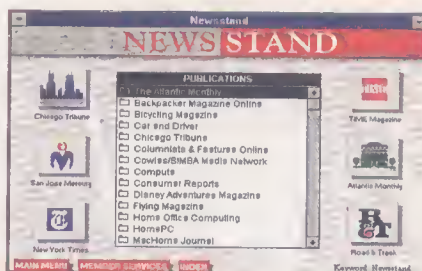 Newsstand
NEWSSTAND
PUBLICATIONS
The Atlantic Monthly
Backpacker Magazine Online
Bicycling Magazine
Car and Driver
Chicago Tribune
Columnists & Features Online
Cowles/SIMBA Media Network
Compute
Consumer Reports
Disney Adventures Magazine
Flying Magazine
Home Office Computing
HomePC
MacHome Journal
Chicago Tribune
San Jose Mercury
New York Times
TIME
TIME Magazine
Atlantic Monthly
R&T
Road & Track
MAIN MENU
MEMBER SERVICES
INDEX
Keyword: Newsstand